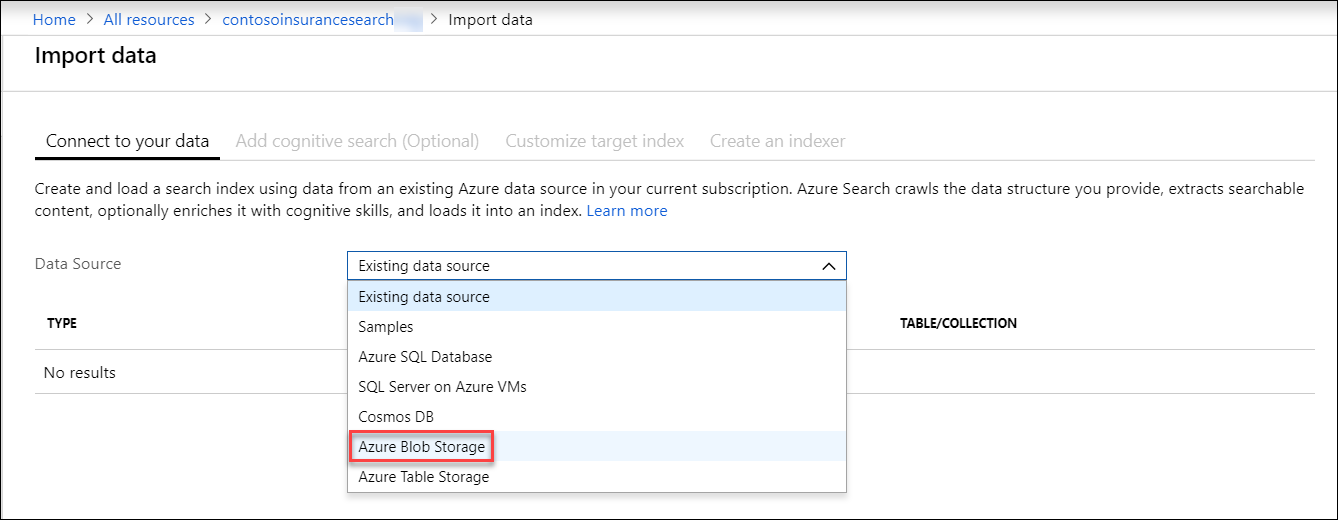 Home > All resources > contosoinsurancesearch > Import data
Import data
Connect to your data Add cognitive search (Optional) Customize target index Create an indexer
Create and load a search index using data from an existing Azure data source in your current subscription. Azure Search crawls the data structure you provide, extracts searchable
content, optionally enriches it with cognitive skills, and loads it into an index. Learn more
Data Source Existing data source
Existing data source
TYPE TABLE/COLLECTION
Samples
Azure SQL Database
No results
SQL Server on Azure VMs
Cosmos DB
Azure Blob Storage
Azure Table Storage